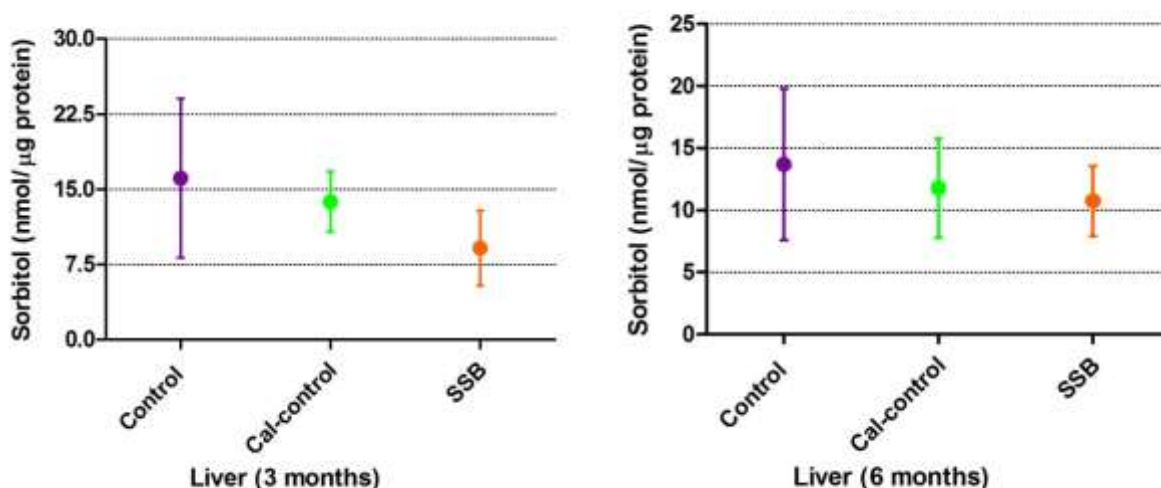 Sorbitol (nmol/μg protein)
30.0
22.5
15.0
7.5
0.0
Control
Cal-control
SSB
Liver (3 months)
Sorbitol (nmol/μg protein)
25
20
15
10
5
0
Control
Cal-control
SSB
Liver (6 months)